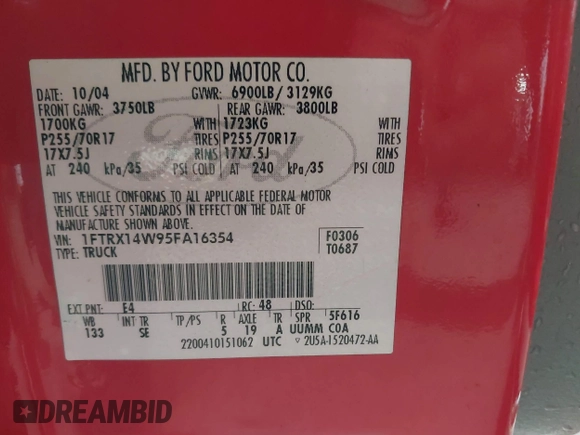 MFD. BY FORD MOTOR CO.
DATE: 10/04 GVWR: 6900LB / 3129KG
FRONT GAWR: 3750LB REAR GAWR: 3800LB
1700KG WITH 1723KG WITH
P255/70R17 TIRES P255/70R17 TIRES
17X7.5J RIMS 17X7.5J RIMS
AT 240 kPa/35 PSI COLD AT 240 kPa/35 PSI COLD
THIS VEHICLE CONFORMS TO ALL APPLICABLE FEDERAL MOTOR
VEHICLE SAFETY STANDARDS IN EFFECT ON THE DATE OF
MANUFACTURE SHOWN ABOVE.
VIN: 1FTRX14W95FA16354 F0306
TYPE: TRUCK T0687
Ford
EXT PNT: E4 RC: 48 DSO:
WB INT TR TP/PS R AXLE TR SPR 5F616
133 SE 5 19 A UUMM COA
2200410151062 UTC 2U5A-1520472-AA
DREAMBID